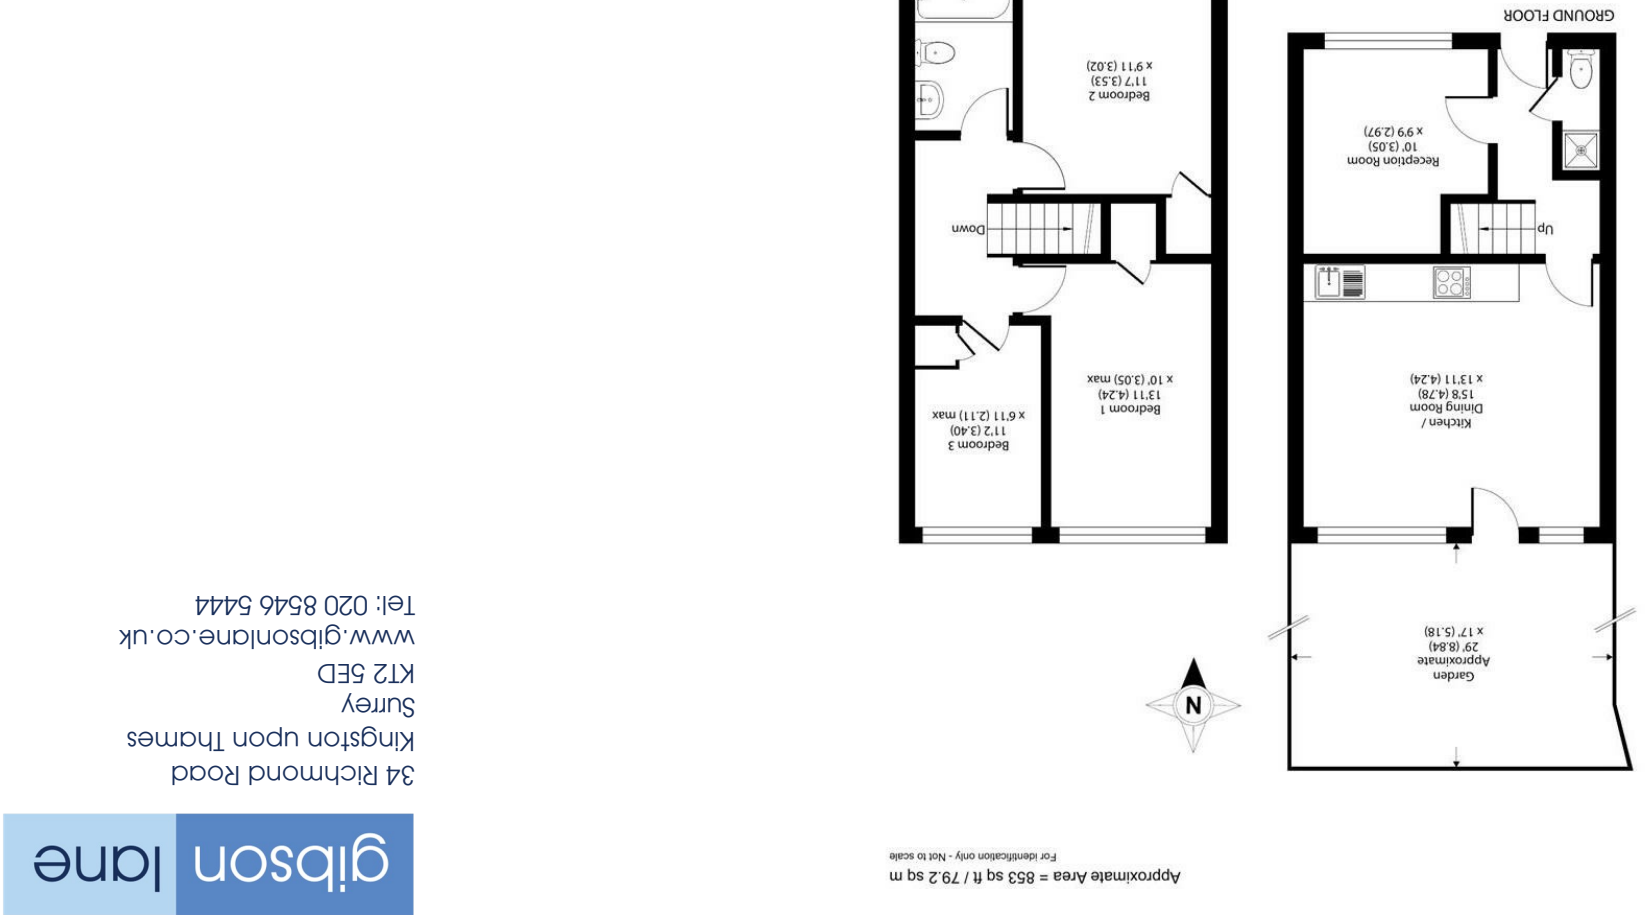 gibson lane
34 Richmond Road
Kingston upon Thames
Surrey
KT2 5ED
www.gibsonlane.co.uk
Tel: 020 8546 5444
Approximate Area = 853 sq ft / 79.2 sq m
For identification only - Not to scale
N
Garden
Approximate
29' (8.84)
x 17' (5.18)
Kitchen /
Dining Room
15'8 (4.78)
x 13'11 (4.24)
Up
Reception Room
10' (3.05)
x 9'9 (2.97)
GROUND FLOOR
Bedroom 3
11'2 (3.40)
x 6'11 (2.11) max
Bedroom 1
13'11 (4.24)
x 10' (3.05) max
Down
Bedroom 2
11'7 (3.53)
x 9'11 (3.02)